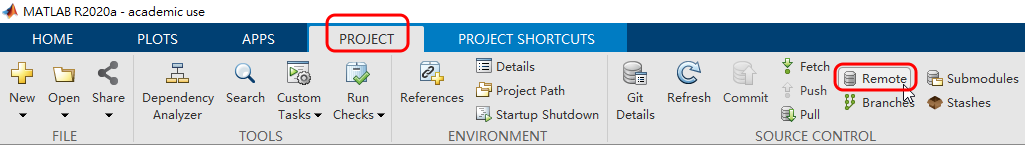 MATLAB R2020a - academic use
HOME PLOTS APPS PROJECT PROJECT SHORTCUTS
New Open Share
Dependency Analyzer Search Custom Tasks Run Checks
References Details
Project Path
Startup Shutdown
Git Details Refresh Commit
Fetch Remote Submodules
Push
Pull Branches Stashes
FILE TOOLS ENVIRONMENT SOURCE CONTROL